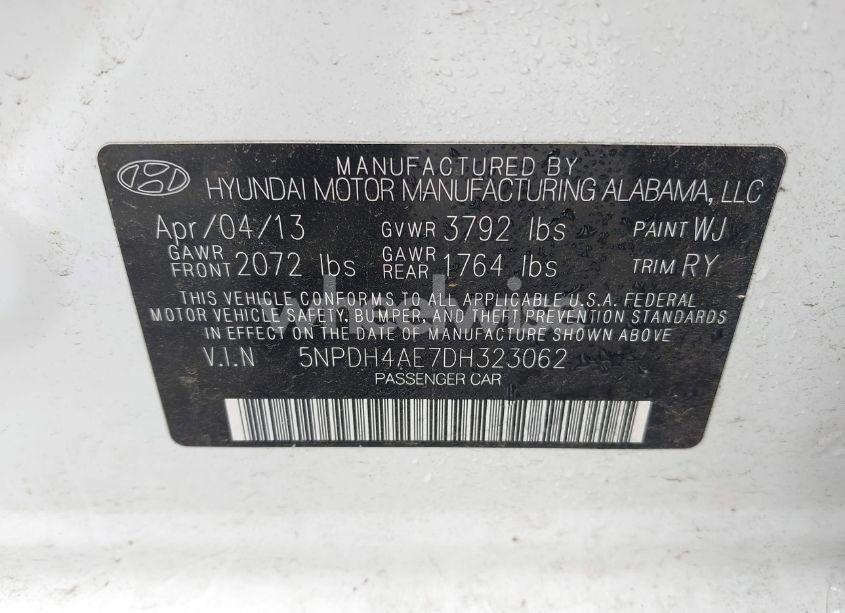 MANUFACTURED BY
HYUNDAI MOTOR MANUFACTURING ALABAMA, LLC
Apr/04/13 GVWR 3792 lbs PAINT WJ
GAWR FRONT 2072 lbs GAWR REAR 1764 lbs TRIM RY
THIS VEHICLE CONFORMS TO ALL APPLICABLE U.S.A. FEDERAL
MOTOR VEHICLE SAFETY, BUMPER, AND THEFT PREVENTION STANDARDS
IN EFFECT ON THE DATE OF MANUFACTURE SHOWN ABOVE
V.I.N 5NPDH4AE7DH323062
PASSENGER CAR